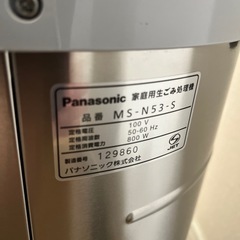 Panasonic 家庭用生ごみ処理機
品番 MS-N53-S
定格電圧 100 V
定格周波数 50-60 Hz
定格消費電力 800 W
製造番号 129860
パナソニック株式会社
JET